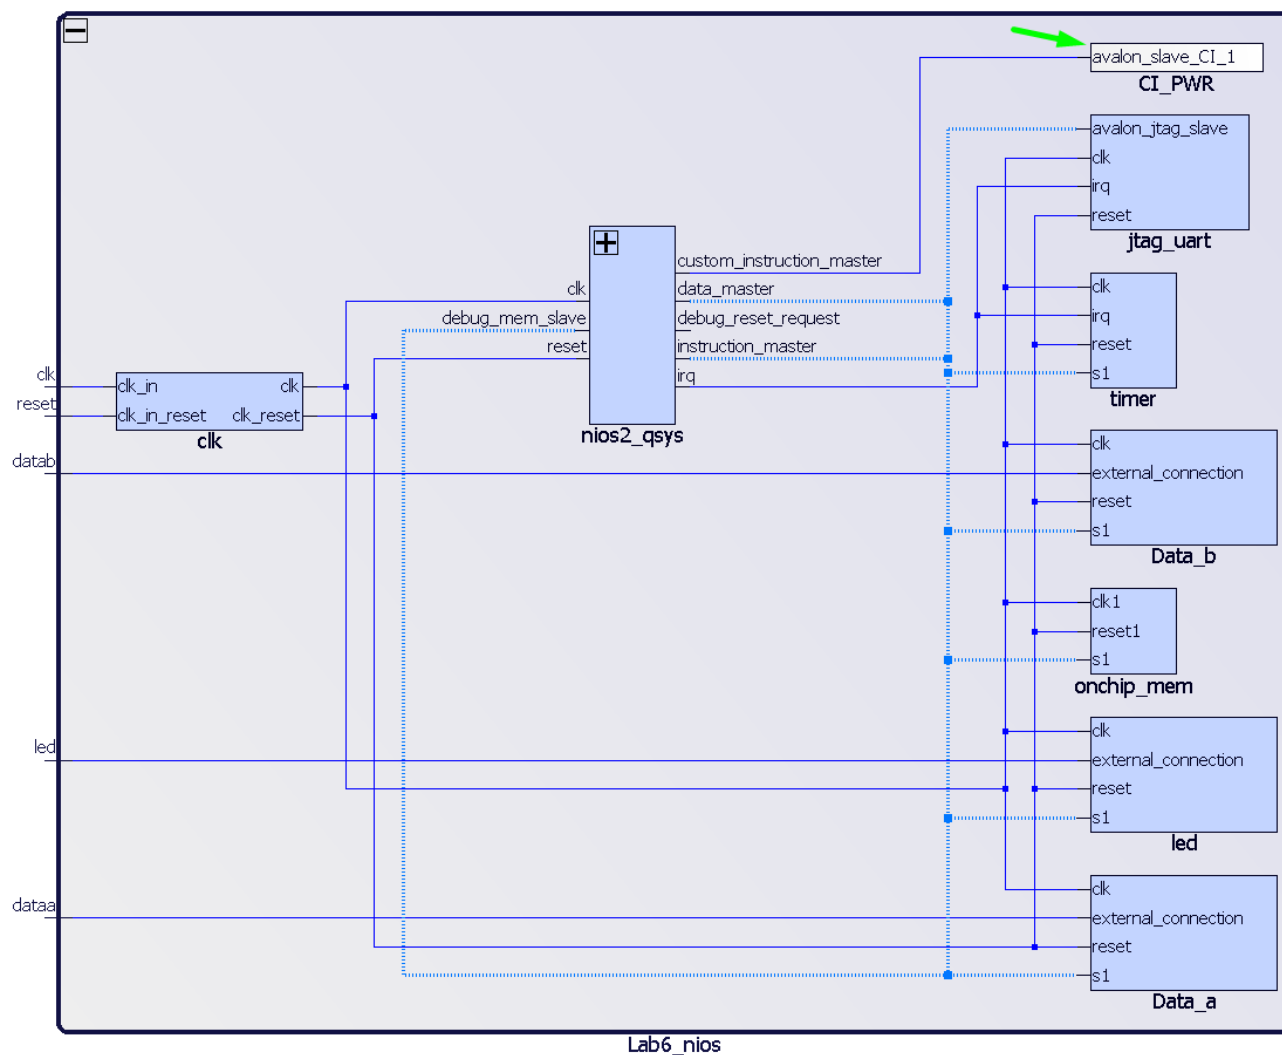 avalon_slave_CI_1
CI_PWR
avalon_jtag_slave
clk
irq
reset
jtag_uart
custom_instruction_master
clk
data_master
debug_mem_slave
debug_reset_request
reset
instruction_master
irq
nios2_qsys
clk
irq
reset
s1
timer
clk
reset
clk_in
clk
clk_in_reset
clk_reset
clk
datab
clk
external_connection
reset
s1
Data_b
clk1
reset1
s1
onchip_mem
led
clk
external_connection
reset
s1
led
dataa
clk
external_connection
reset
s1
Data_a
Lab6_nios